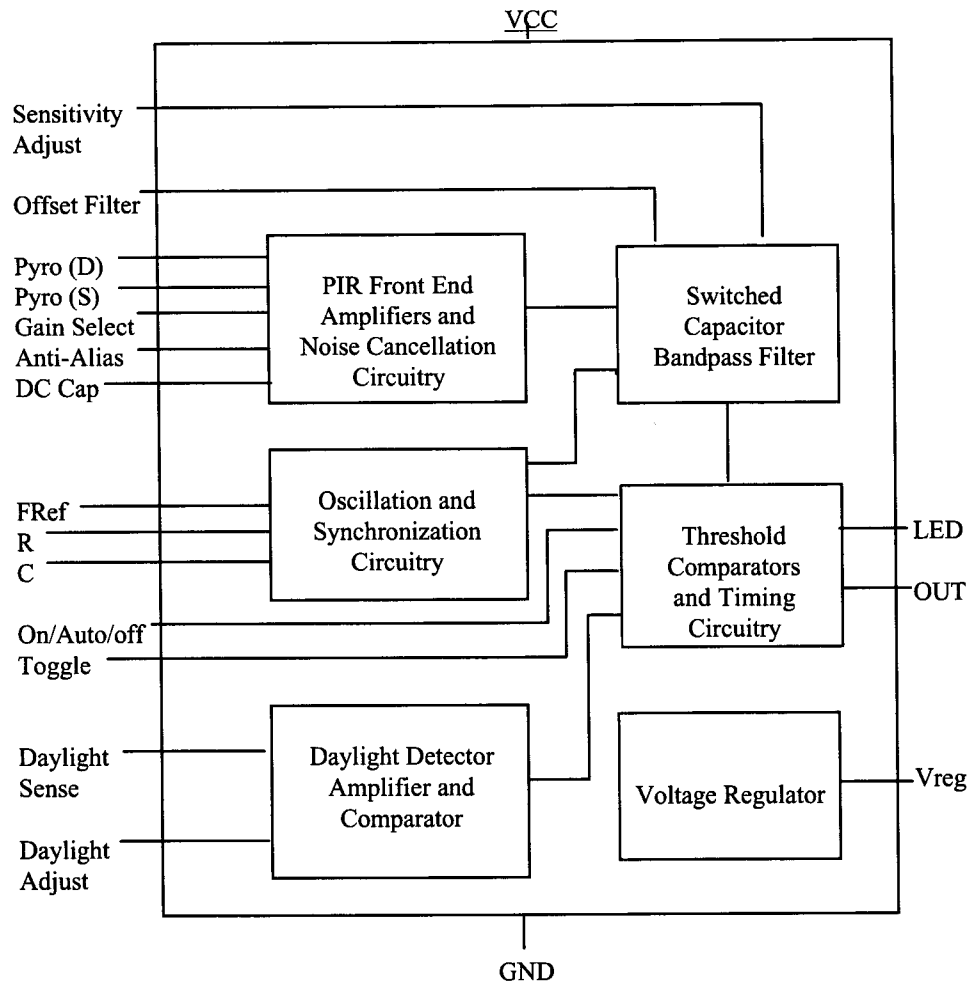 VCC
Sensitivity
Adjust
Offset Filter
Pyro (D)
Pyro (S)
Gain Select
Anti-Alias
DC Cap
PIR Front End
Amplifiers and
Noise Cancellation
Circuitry
Switched
Capacitor
Bandpass Filter
FRef
R
C
Oscillation and
Synchronization
Circuitry
Threshold
Comparators
and Timing
Circuitry
LED
OUT
On/Auto/off
Toggle
Daylight
Sense
Daylight
Adjust
Daylight Detector
Amplifier and
Comparator
Voltage Regulator
Vreg
GND